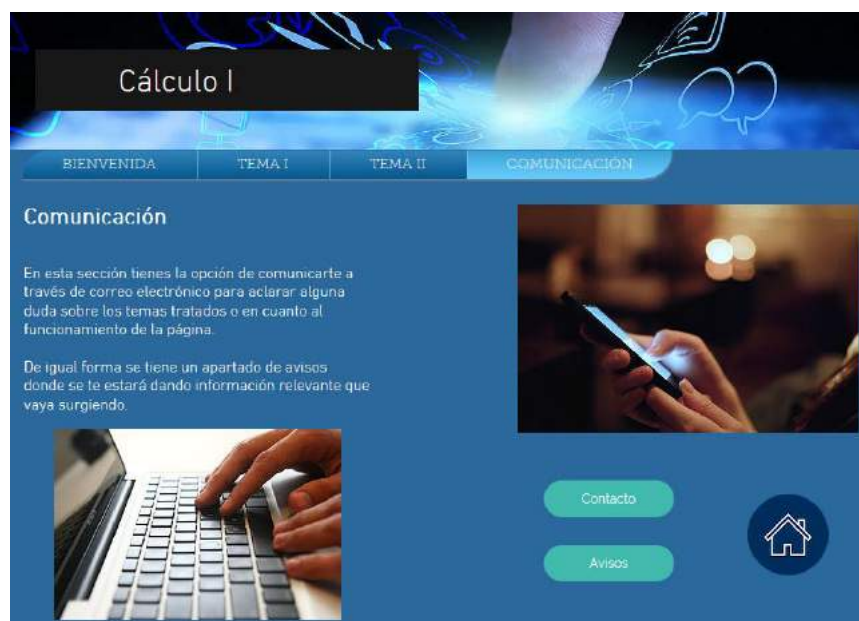 Cálculo I
BIENVENIDA
TEMA I
TEMA II
COMUNICACIÓN
Comunicación
En esta sección tienes la opción de comunicarte a
través de correo electrónico para aclarar alguna
duda sobre los temas tratados o en cuanto al
funcionamiento de la página.
De igual forma se tiene un apartado de avisos
donde se te estará dando información relevante que
vaya surgiendo.
Contacto
Avisos